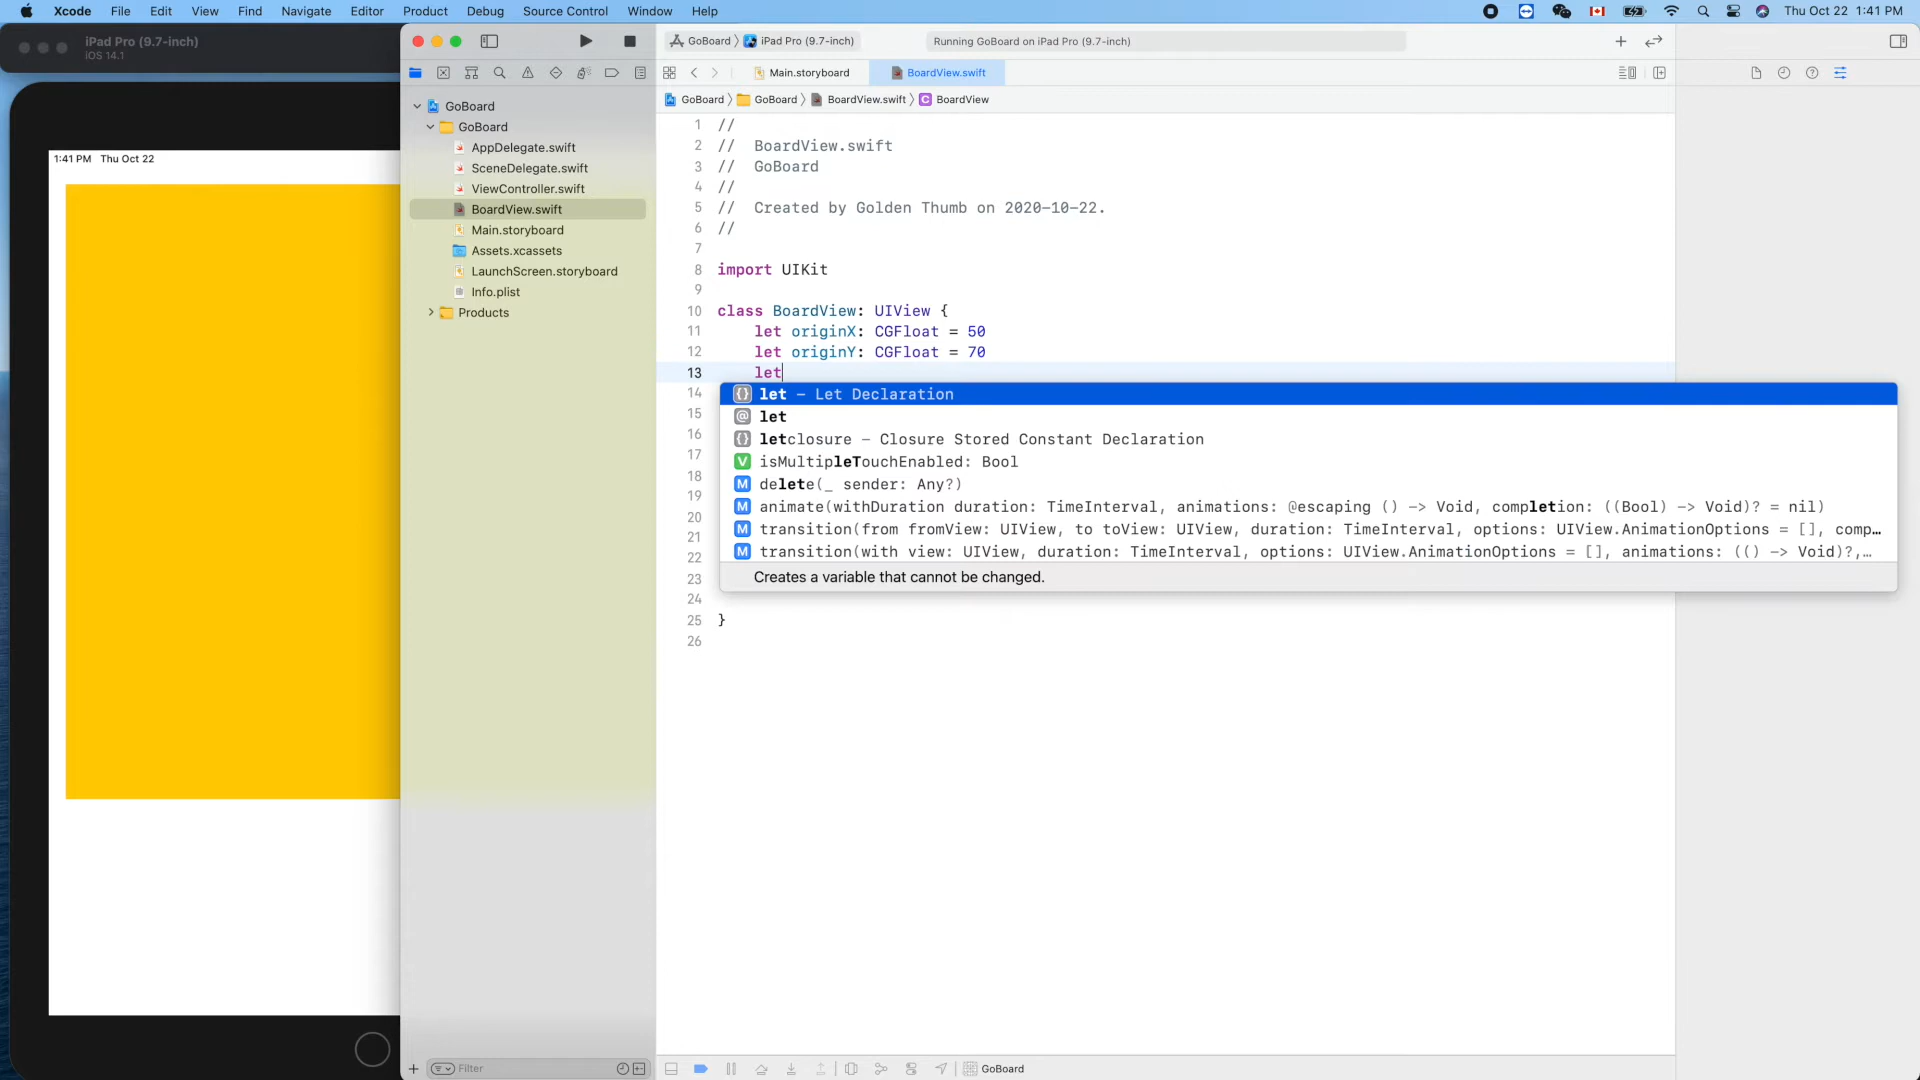 Xcode File Edit View Find Navigate Editor Product Debug Source Control Window Help Thu Oct 22 1:41 PM
iPad Pro (9.7-inch)
iOS 14.1
GoBoard iPad Pro (9.7-inch) Running GoBoard on iPad Pro (9.7-inch)
Main.storyboard BoardView.swift
GoBoard GoBoard BoardView.swift C BoardView
1:41 PM Thu Oct 22
GoBoard
GoBoard
AppDelegate.swift
SceneDelegate.swift
ViewController.swift
BoardView.swift
Main.storyboard
Assets.xcassets
LaunchScreen.storyboard
Info.plist
Products
Filter
1 //
2 // BoardView.swift
3 // GoBoard
4 //
5 // Created by Golden Thumb on 2020-10-22.
6 //
7
8 import UIKit
9
10 class BoardView: UIView {
11 let originX: CGFloat = 50
12 let originY: CGFloat = 70
13 let
14 {} let – Let Declaration
15 @ let
16 {} letclosure – Closure Stored Constant Declaration
17 V isMultipleTouchEnabled: Bool
18 M delete(_ sender: Any?)
19 M animate(withDuration duration: TimeInterval, animations: @escaping () -> Void, completion: ((Bool) -> Void)? = nil)
20 M transition(from fromView: UIView, to toView: UIView, duration: TimeInterval, options: UIView.AnimationOptions = [], comp…
21 M transition(with view: UIView, duration: TimeInterval, options: UIView.AnimationOptions = [], animations: (() -> Void)?,…
22
23 Creates a variable that cannot be changed.
24
25 }
26
GoBoard